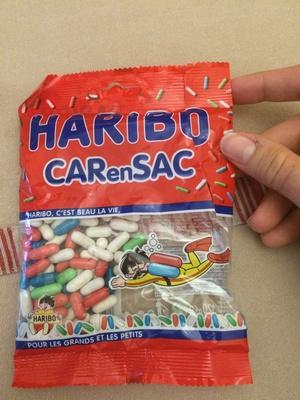 HARIBO
CARenSAC
HARIBO, C'EST BEAU LA VIE,
HARIBO
POUR LES GRANDS ET LES PETITS